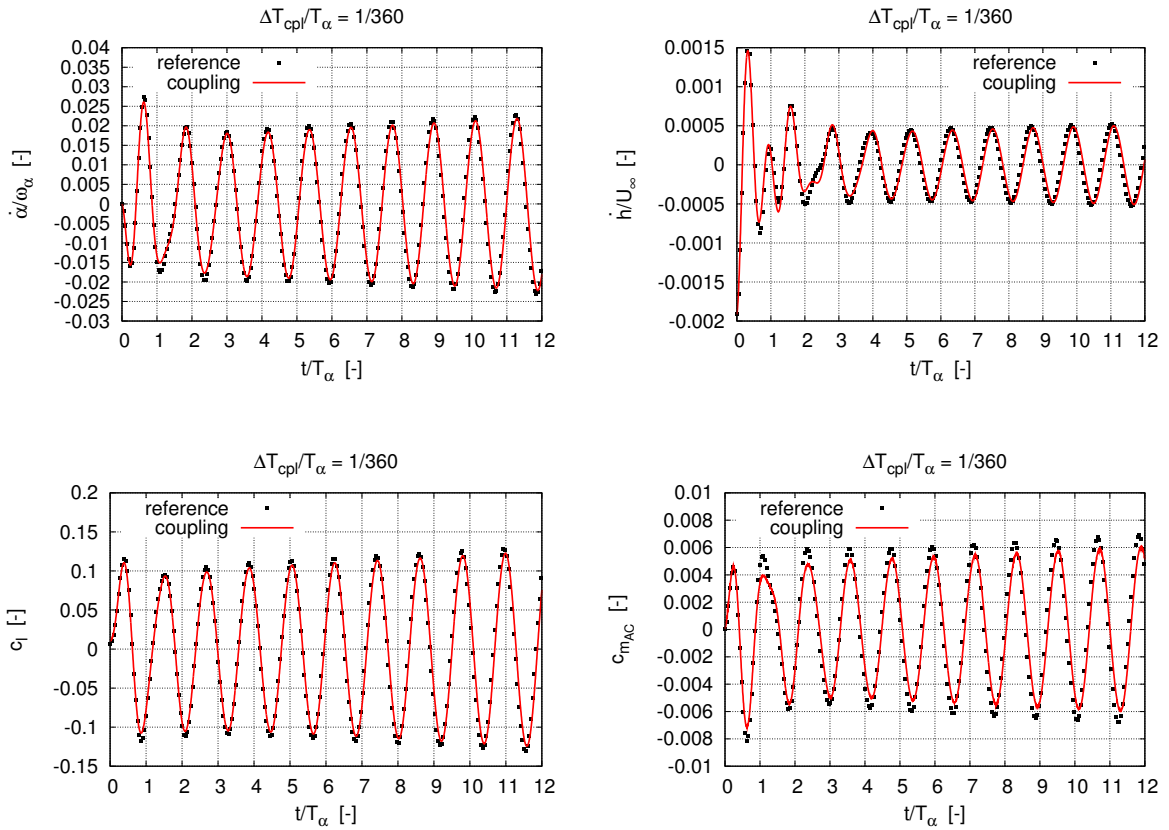 ΔT_cpl/T_α = 1/360
reference
coupling
0.04
0.035
0.03
0.025
0.02
0.015
0.01
0.005
0
-0.005
-0.01
-0.015
-0.02
-0.025
-0.03
α̇/ω_α [-]
0 1 2 3 4 5 6 7 8 9 10 11 12
t/T_α [-]
ΔT_cpl/T_α = 1/360
reference
coupling
0.0015
0.001
0.0005
0
-0.0005
-0.001
-0.0015
-0.002
ḣ/U_∞ [-]
0 1 2 3 4 5 6 7 8 9 10 11 12
t/T_α [-]
ΔT_cpl/T_α = 1/360
reference
coupling
0.2
0.15
0.1
0.05
0
-0.05
-0.1
-0.15
c_l [-]
0 1 2 3 4 5 6 7 8 9 10 11 12
t/T_α [-]
ΔT_cpl/T_α = 1/360
reference
coupling
0.01
0.008
0.006
0.004
0.002
0
-0.002
-0.004
-0.006
-0.008
-0.01
c_m_AC [-]
0 1 2 3 4 5 6 7 8 9 10 11 12
t/T_α [-]